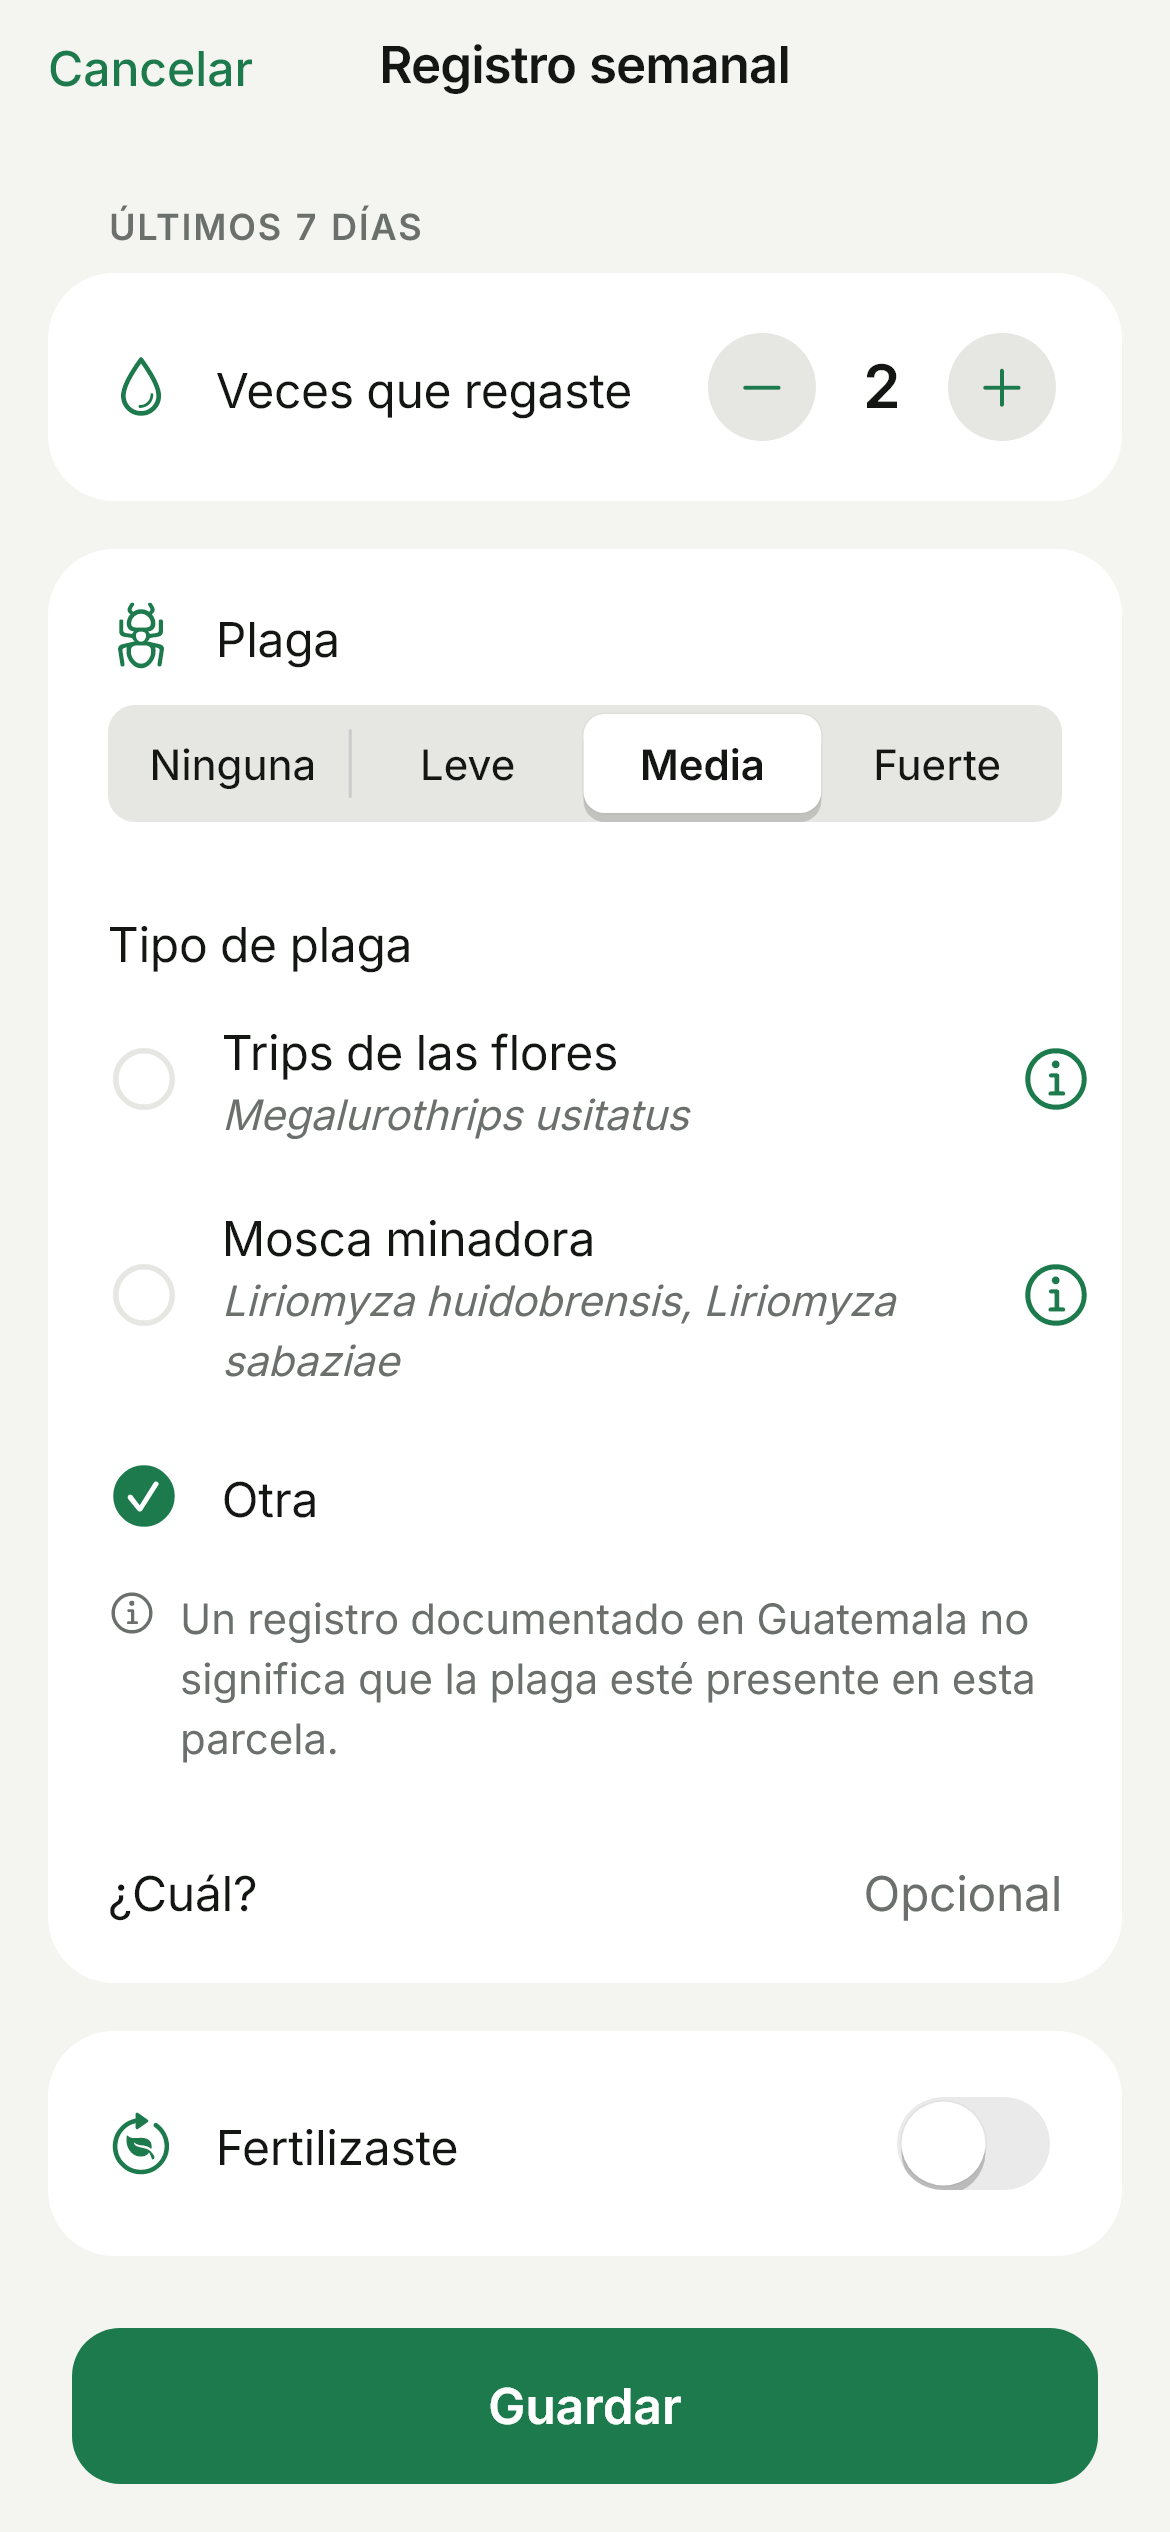 Cancelar
Registro semanal
ÚLTIMOS 7 DÍAS
Veces que regaste
2
Plaga
Ninguna
Leve
Media
Fuerte
Tipo de plaga
Trips de las flores
Megalurothrips usitatus
Mosca minadora
Liriomyza huidobrensis, Liriomyza
sabaziae
Otra
Un registro documentado en Guatemala no
significa que la plaga esté presente en esta
parcela.
¿Cuál?
Opcional
Fertilizaste
Guardar